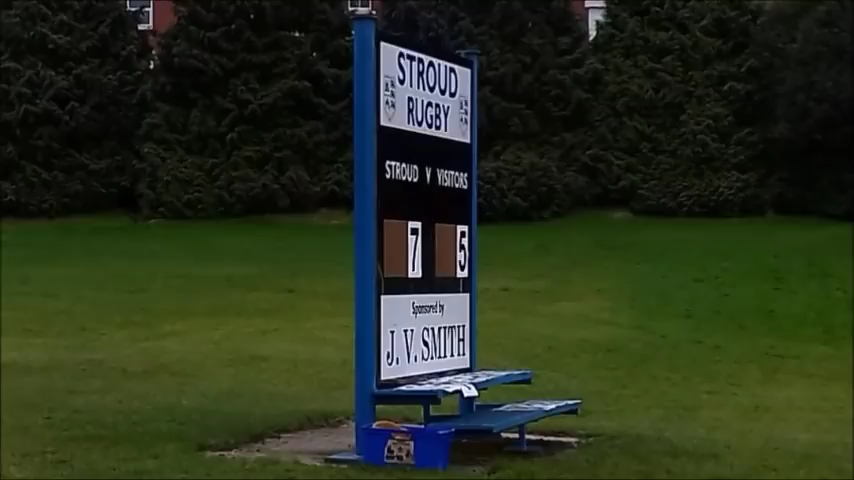 STROUD
RUGBY
STROUD V VISITORS
7 5
Sponsored by
J. V. SMITH